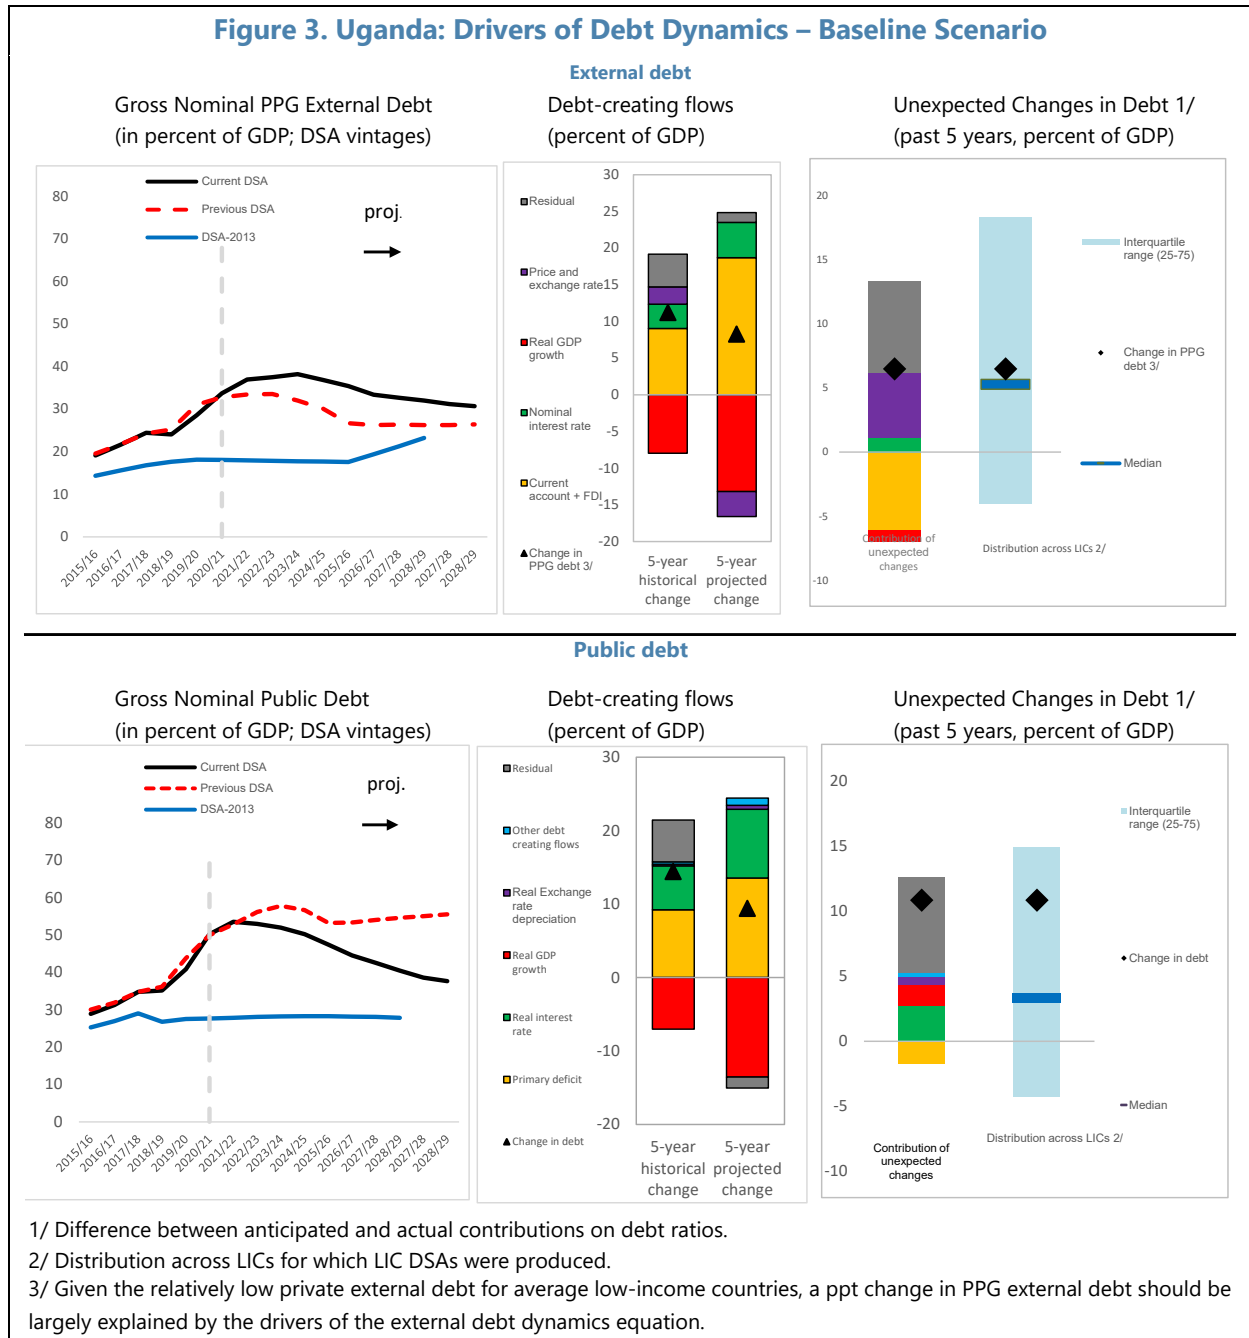 Figure 3. Uganda: Drivers of Debt Dynamics – Baseline Scenario
External debt
Gross Nominal PPG External Debt
(in percent of GDP; DSA vintages)
Current DSA
Previous DSA
DSA-2013
proj.
80
70
60
50
40
30
20
10
0
2015/16
2016/17
2017/18
2018/19
2019/20
2020/21
2021/22
2022/23
2023/24
2024/25
2025/26
2026/27
2027/28
2028/29
2027/28
2028/29
Debt-creating flows
(percent of GDP)
Residual
Price and
exchange rate
Real GDP
growth
Nominal
interest rate
Current
account + FDI
Change in
PPG debt 3/
30
25
20
15
10
5
0
-5
-10
-15
-20
5-year
historical
change
5-year
projected
change
Unexpected Changes in Debt 1/
(past 5 years, percent of GDP)
20
15
10
5
0
-5
-10
Contribution of
unexpected
changes
Distribution across LICs 2/
Interquartile
range (25-75)
Change in PPG
debt 3/
Median
Public debt
Gross Nominal Public Debt
(in percent of GDP; DSA vintages)
Current DSA
Previous DSA
DSA-2013
proj.
80
70
60
50
40
30
20
10
0
2015/16
2016/17
2017/18
2018/19
2019/20
2020/21
2021/22
2022/23
2023/24
2024/25
2025/26
2026/27
2027/28
2028/29
2027/28
2028/29
Debt-creating flows
(percent of GDP)
Residual
Other debt
creating flows
Real Exchange
rate
depreciation
Real GDP
growth
Real interest
rate
Primary deficit
Change in debt
30
20
10
0
-10
-20
5-year
historical
change
5-year
projected
change
Unexpected Changes in Debt 1/
(past 5 years, percent of GDP)
20
15
10
5
0
-5
-10
Contribution of
unexpected
changes
Distribution across LICs 2/
Interquartile
range (25-75)
Change in debt
Median
1/ Difference between anticipated and actual contributions on debt ratios.
2/ Distribution across LICs for which LIC DSAs were produced.
3/ Given the relatively low private external debt for average low-income countries, a ppt change in PPG external debt should be
largely explained by the drivers of the external debt dynamics equation.